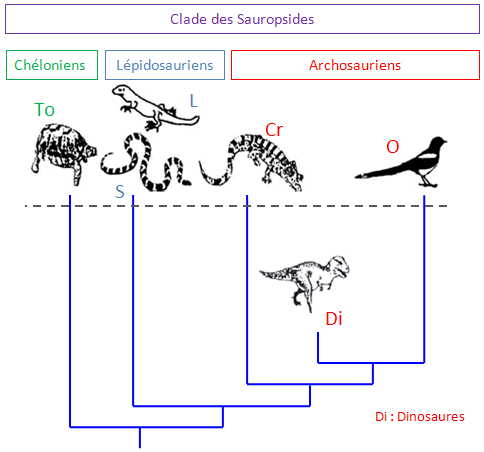 Clade des Sauropsides
Chéloniens
Lépidosauriens
Archosauriens
To
L
Cr
O
S
Di
Di : Dinosaures